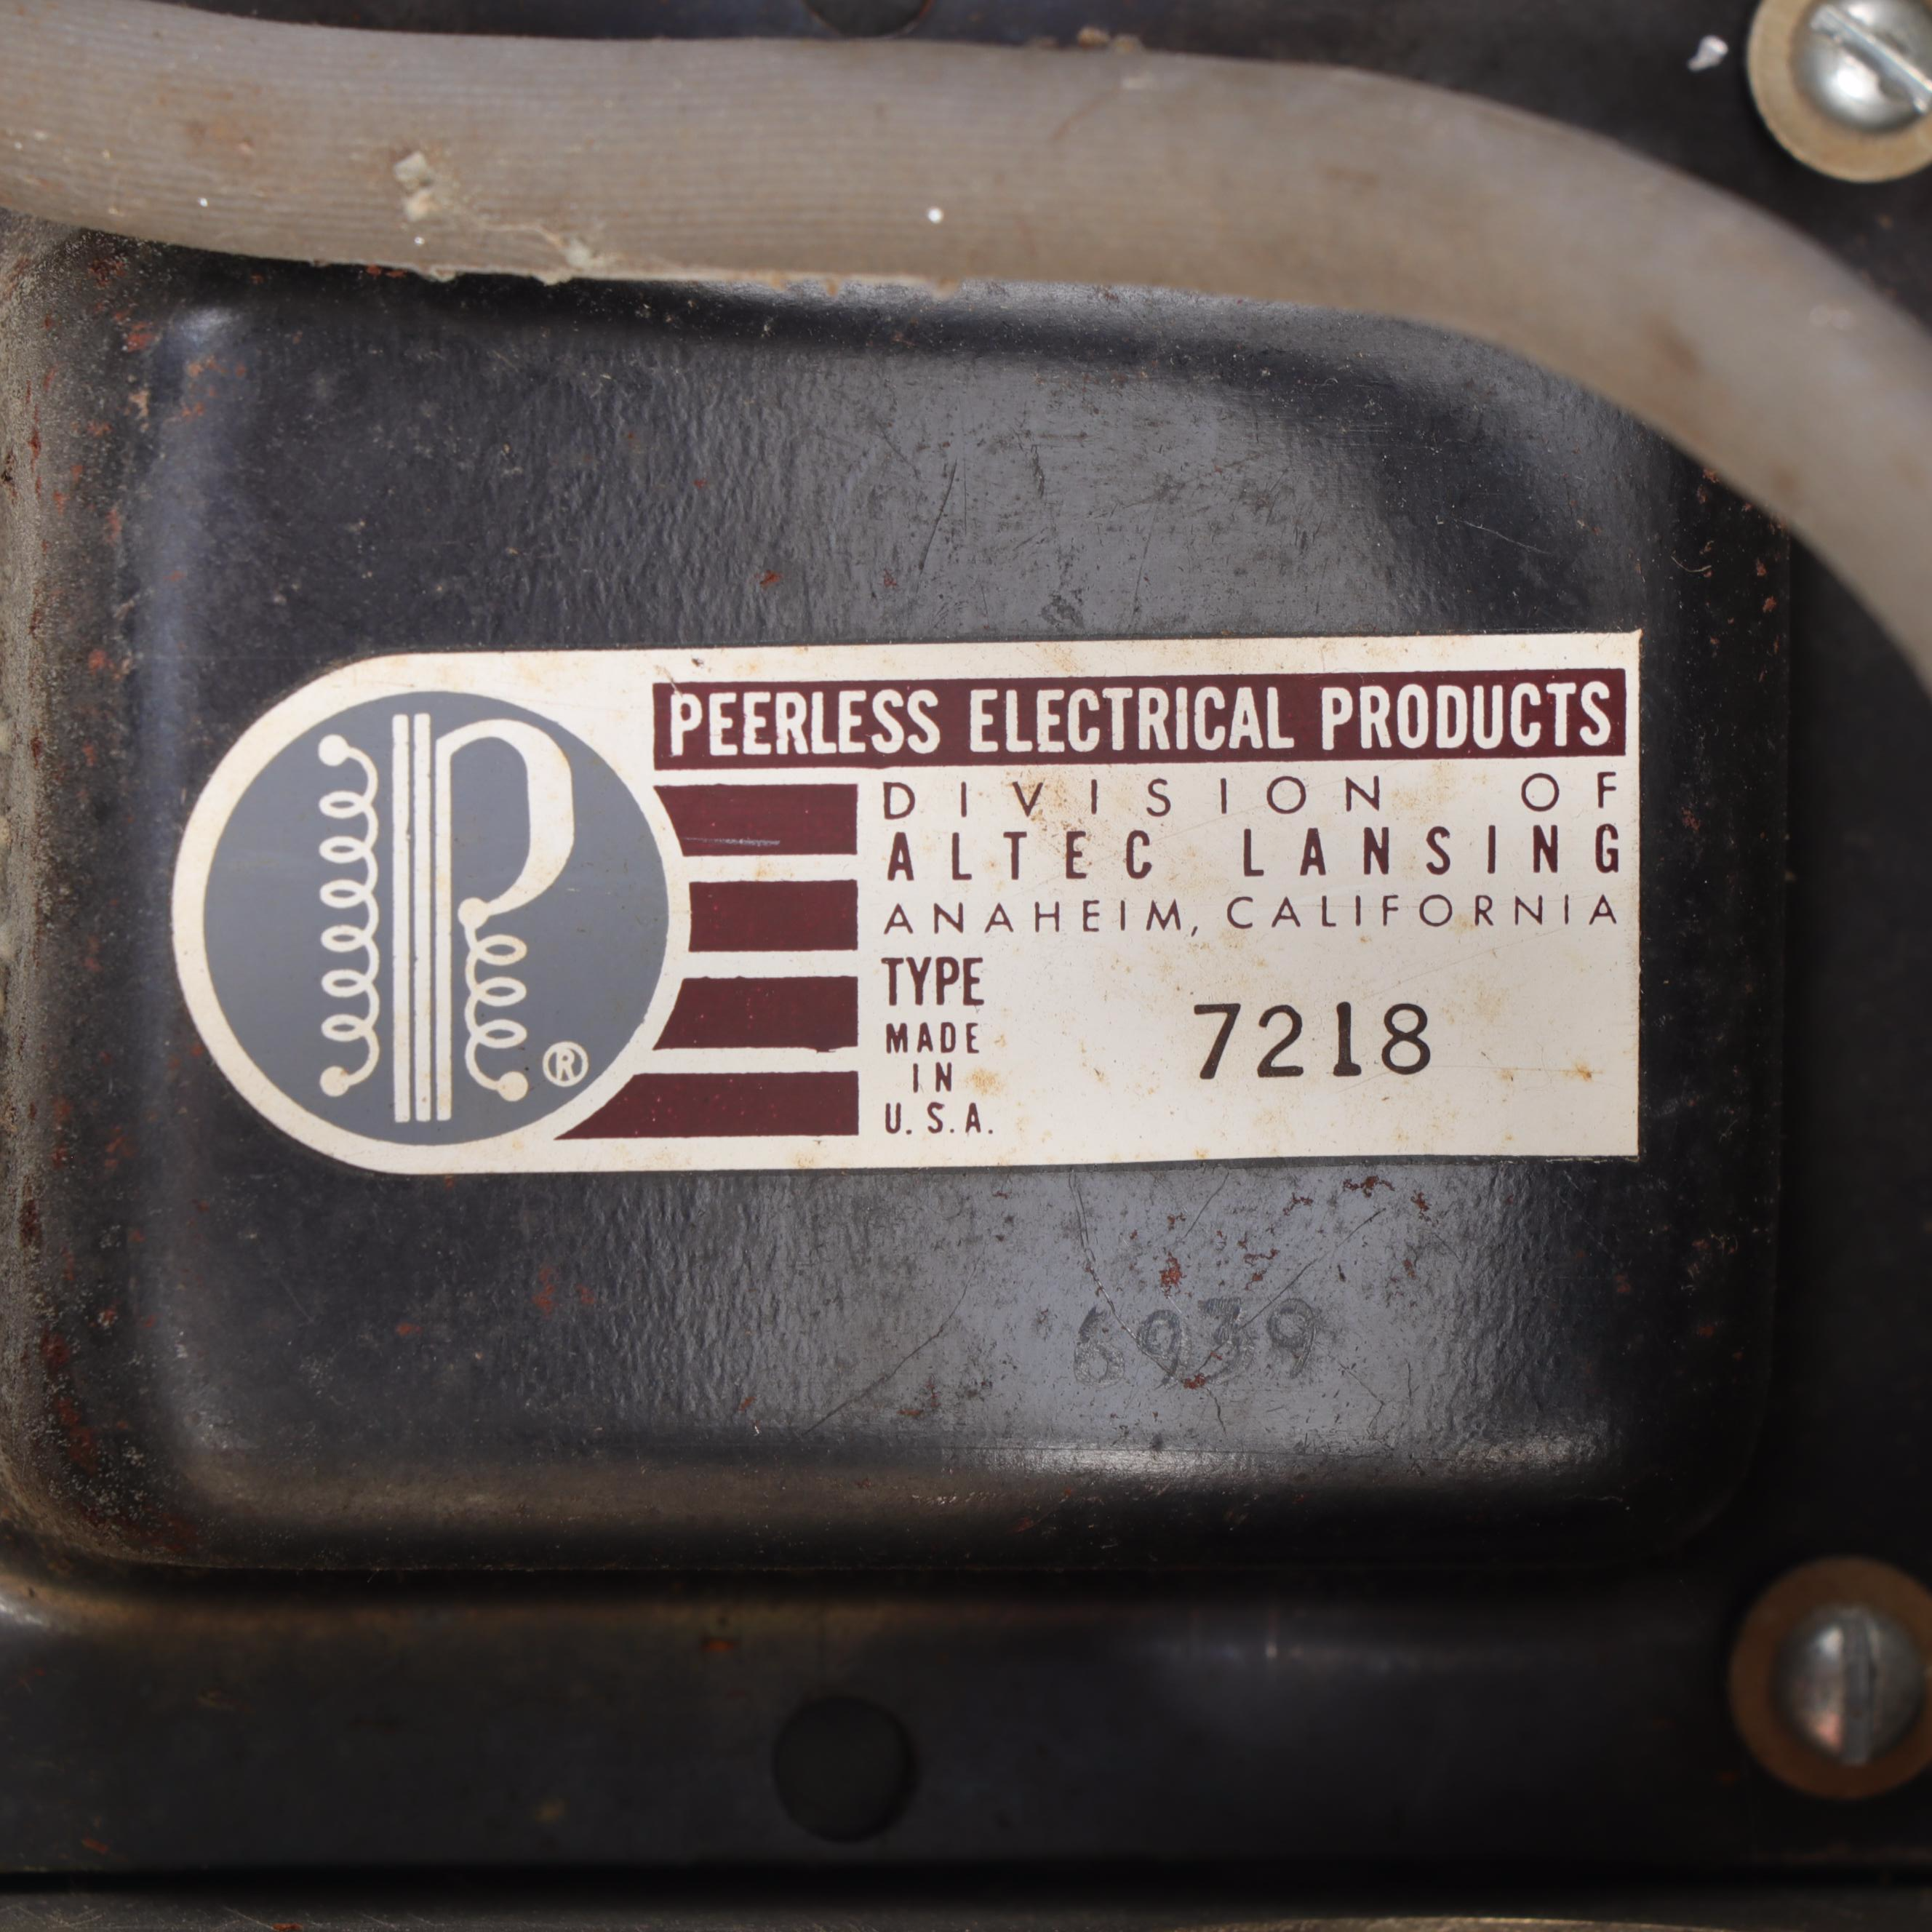 PEERLESS ELECTRICAL PRODUCTS
DIVISION OF
ALTEC LANSING
ANAHEIM, CALIFORNIA
TYPE
7218
MADE
IN
U.S.A.
®
6939